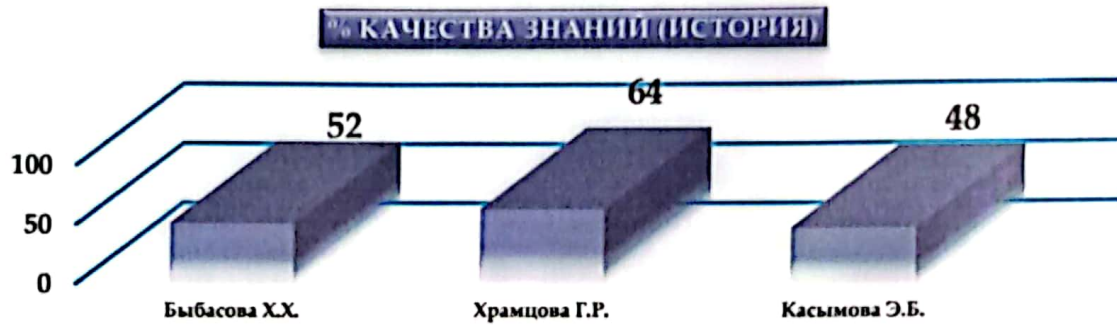 % КАЧЕСТВА ЗНАНИЙ (ИСТОРИЯ)
52
64
48
100
50
0
Быбасова Х.Х.
Храмцова Г.Р.
Касымова Э.Б.